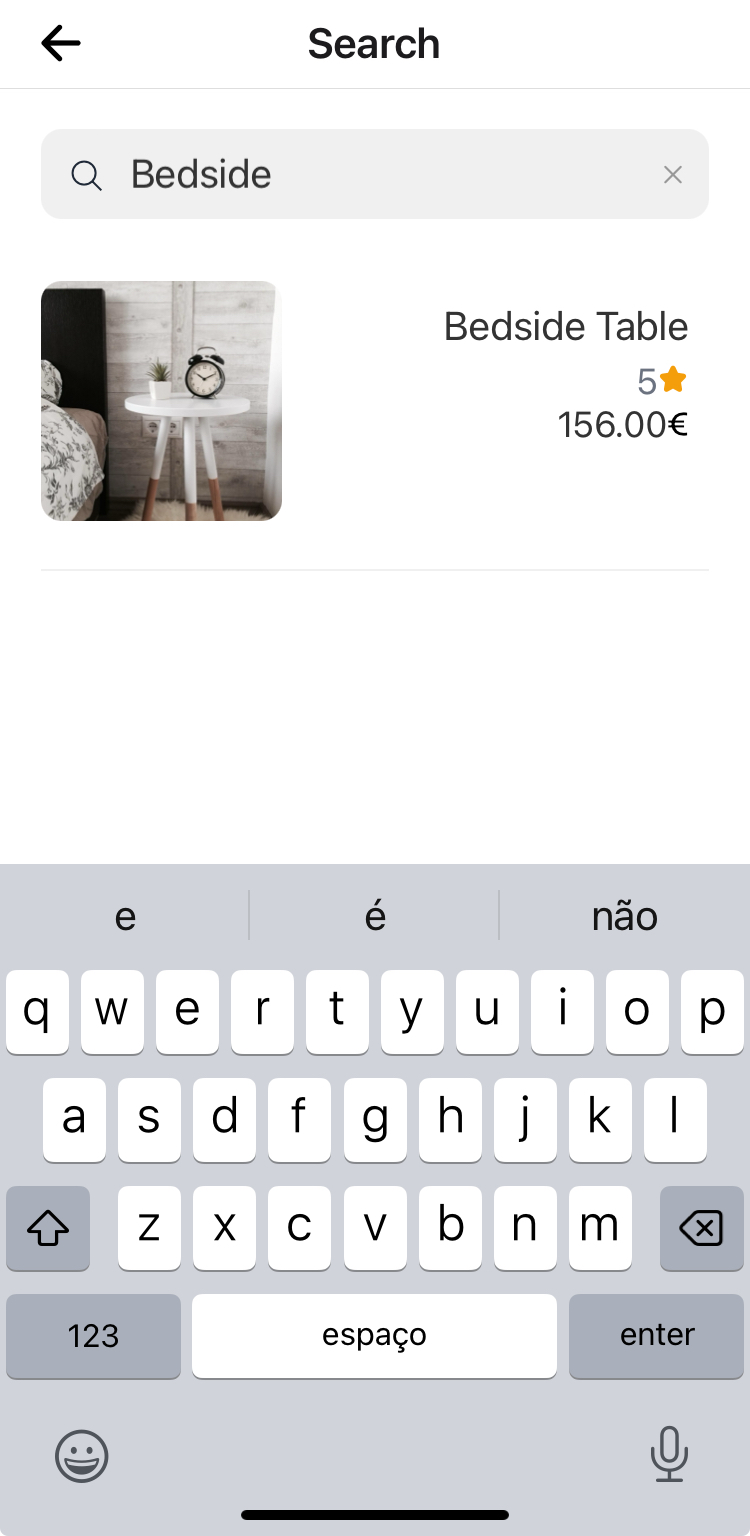 Search
Bedside
Bedside Table
5
156.00€
e é não
q w e r t y u i o p
a s d f g h j k l
z x c v b n m
123 espaço enter